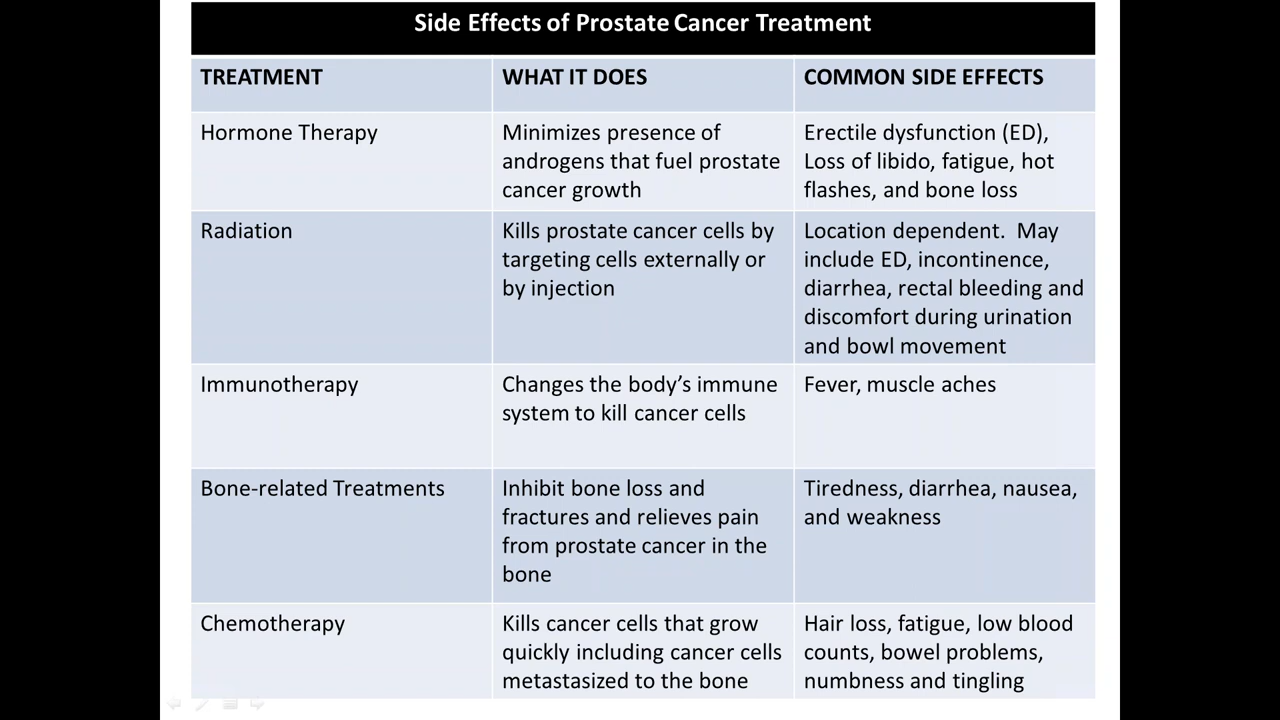 Side Effects of Prostate Cancer Treatment
TREATMENT
WHAT IT DOES
COMMON SIDE EFFECTS
Hormone Therapy
Minimizes presence of
androgens that fuel prostate
cancer growth
Erectile dysfunction (ED),
Loss of libido, fatigue, hot
flashes, and bone loss
Radiation
Kills prostate cancer cells by
targeting cells externally or
by injection
Location dependent.  May
include ED, incontinence,
diarrhea, rectal bleeding and
discomfort during urination
and bowl movement
Immunotherapy
Changes the body’s immune
system to kill cancer cells
Fever, muscle aches
Bone-related Treatments
Inhibit bone loss and
fractures and relieves pain
from prostate cancer in the
bone
Tiredness, diarrhea, nausea,
and weakness
Chemotherapy
Kills cancer cells that grow
quickly including cancer cells
metastasized to the bone
Hair loss, fatigue, low blood
counts, bowel problems,
numbness and tingling